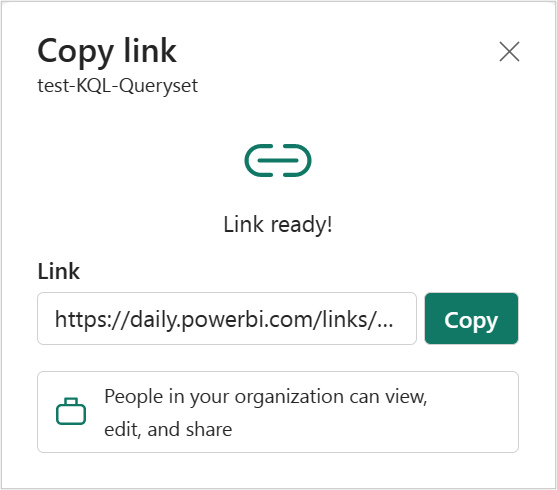 Copy link
test-KQL-Queryset
Link ready!
Link
https://daily.powerbi.com/links/...
Copy
People in your organization can view,
edit, and share